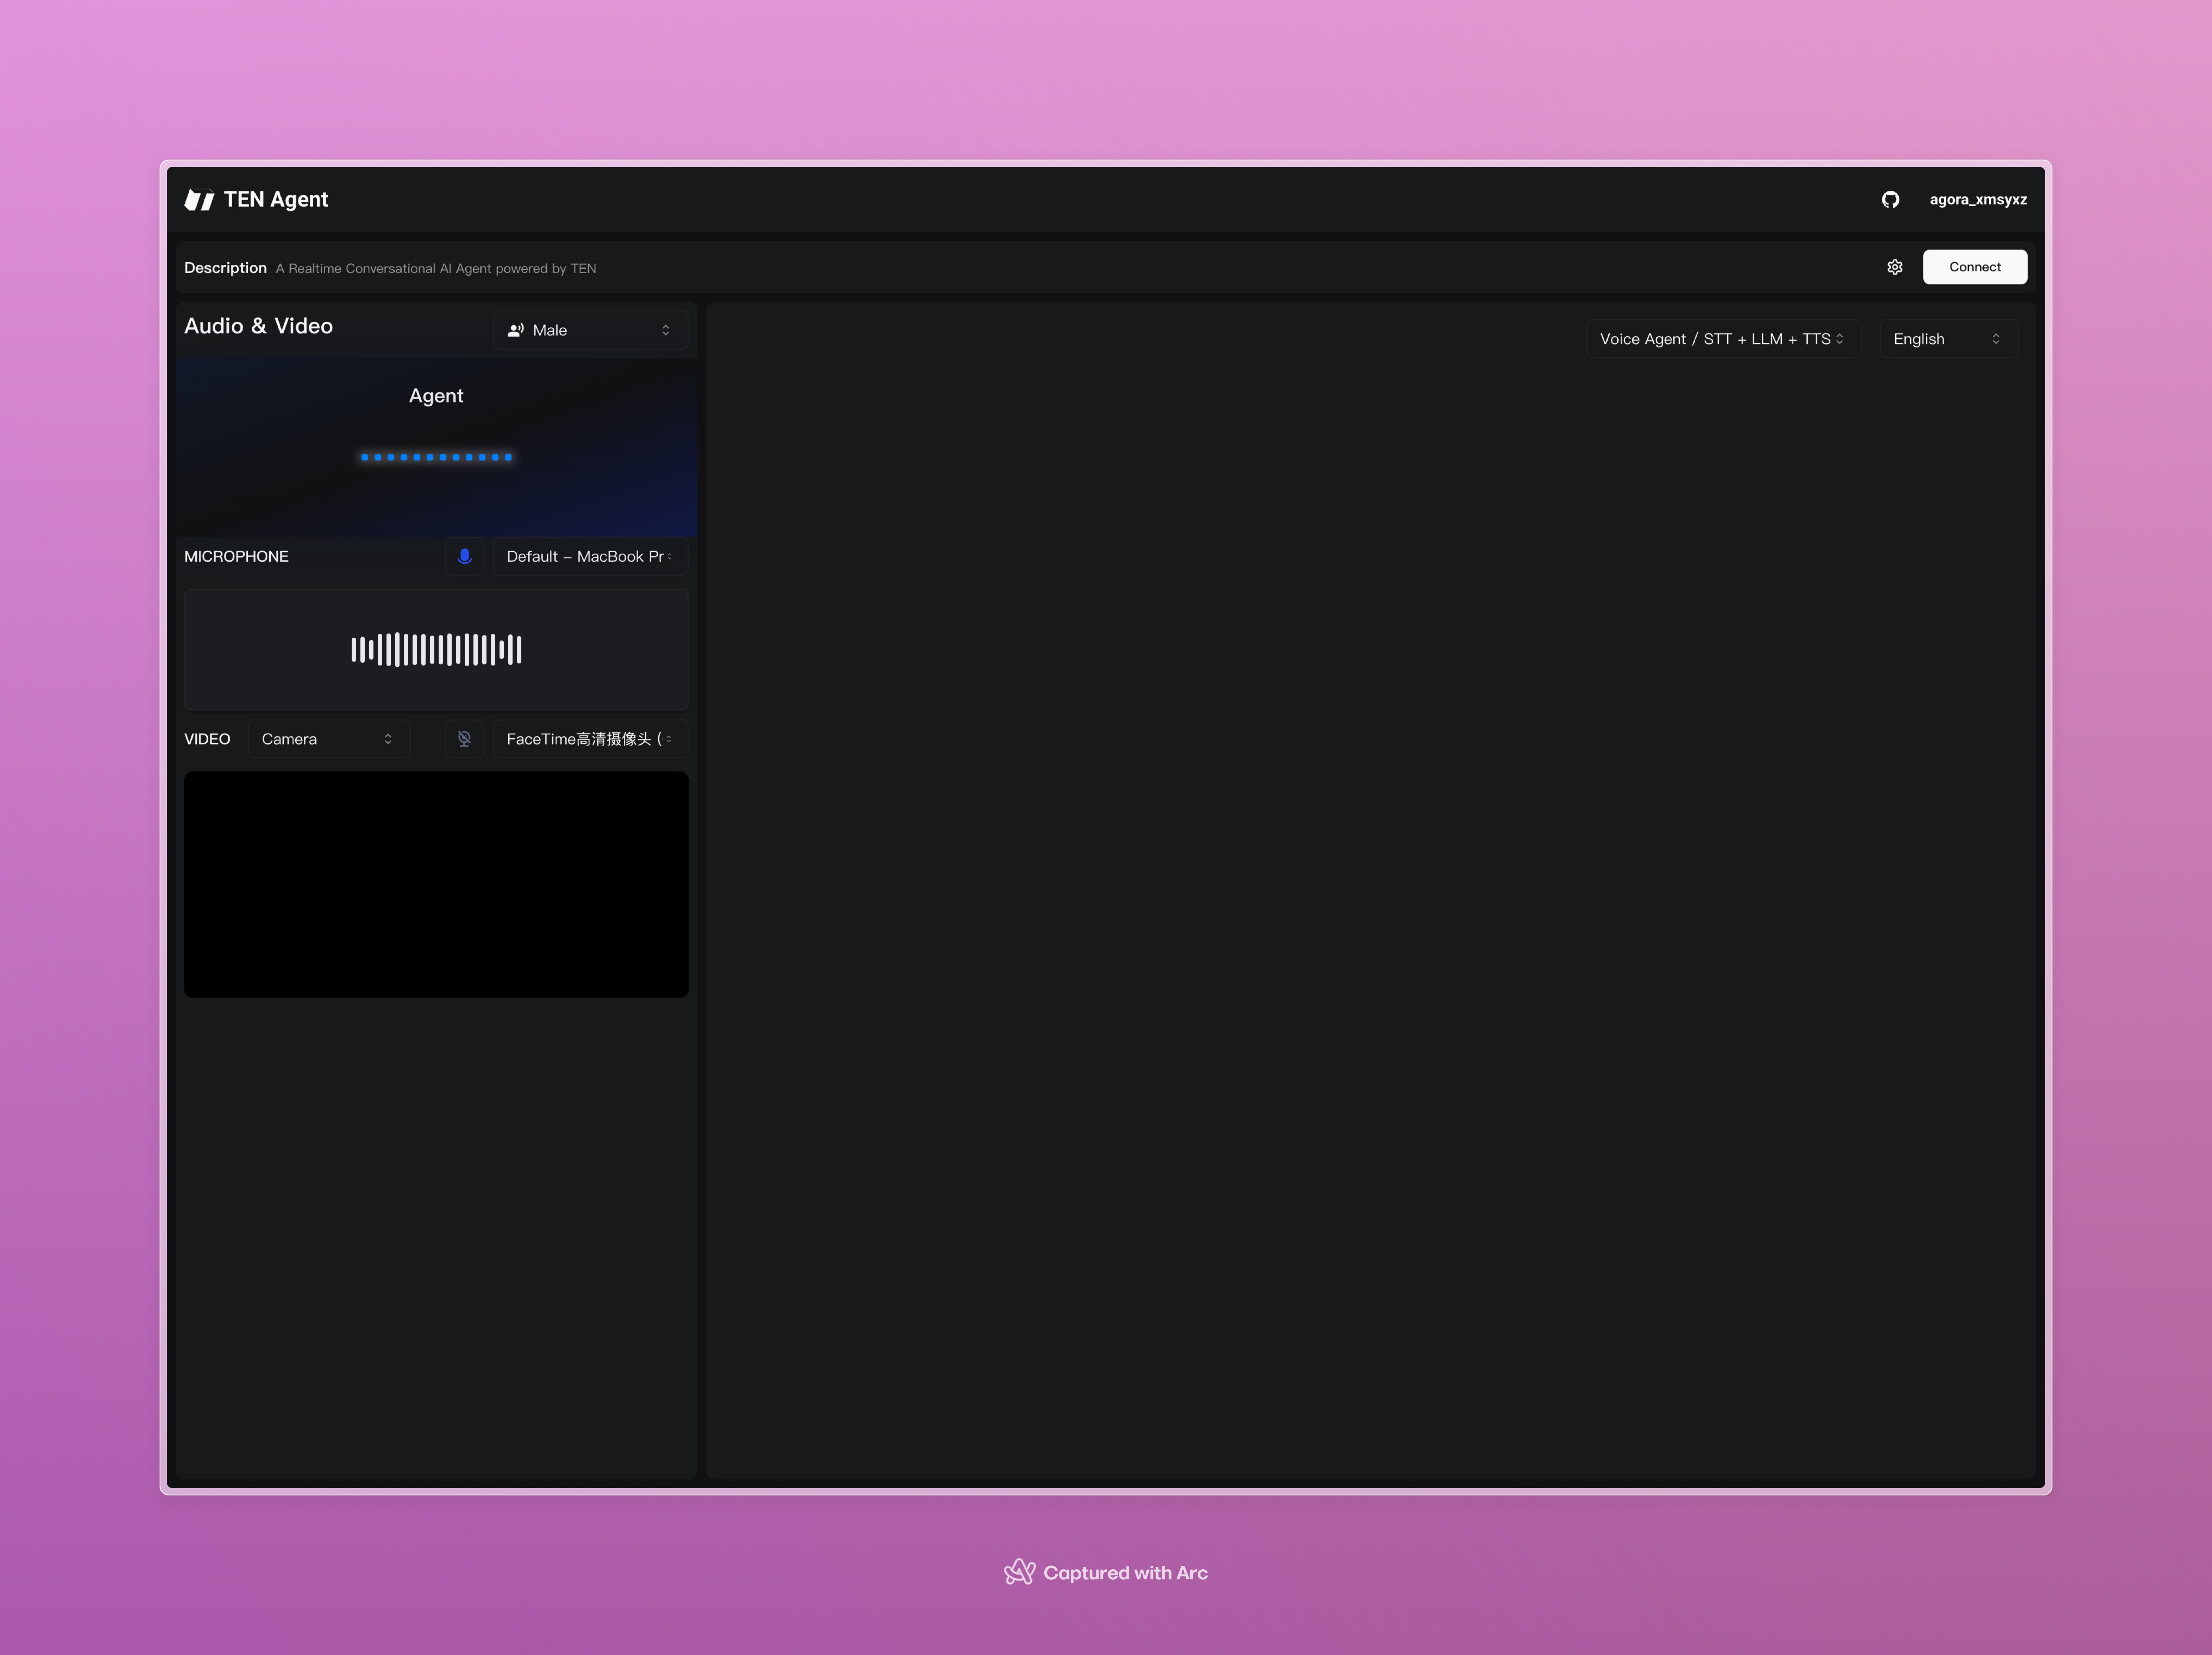 TEN Agent
agora_xmsyxz
Description A Realtime Conversational AI Agent powered by TEN
Connect
Audio & Video
Male
Voice Agent / STT + LLM + TTS
English
Agent
MICROPHONE
Default – MacBook Pr
VIDEO
Camera
FaceTime高清摄像头 (
Captured with Arc